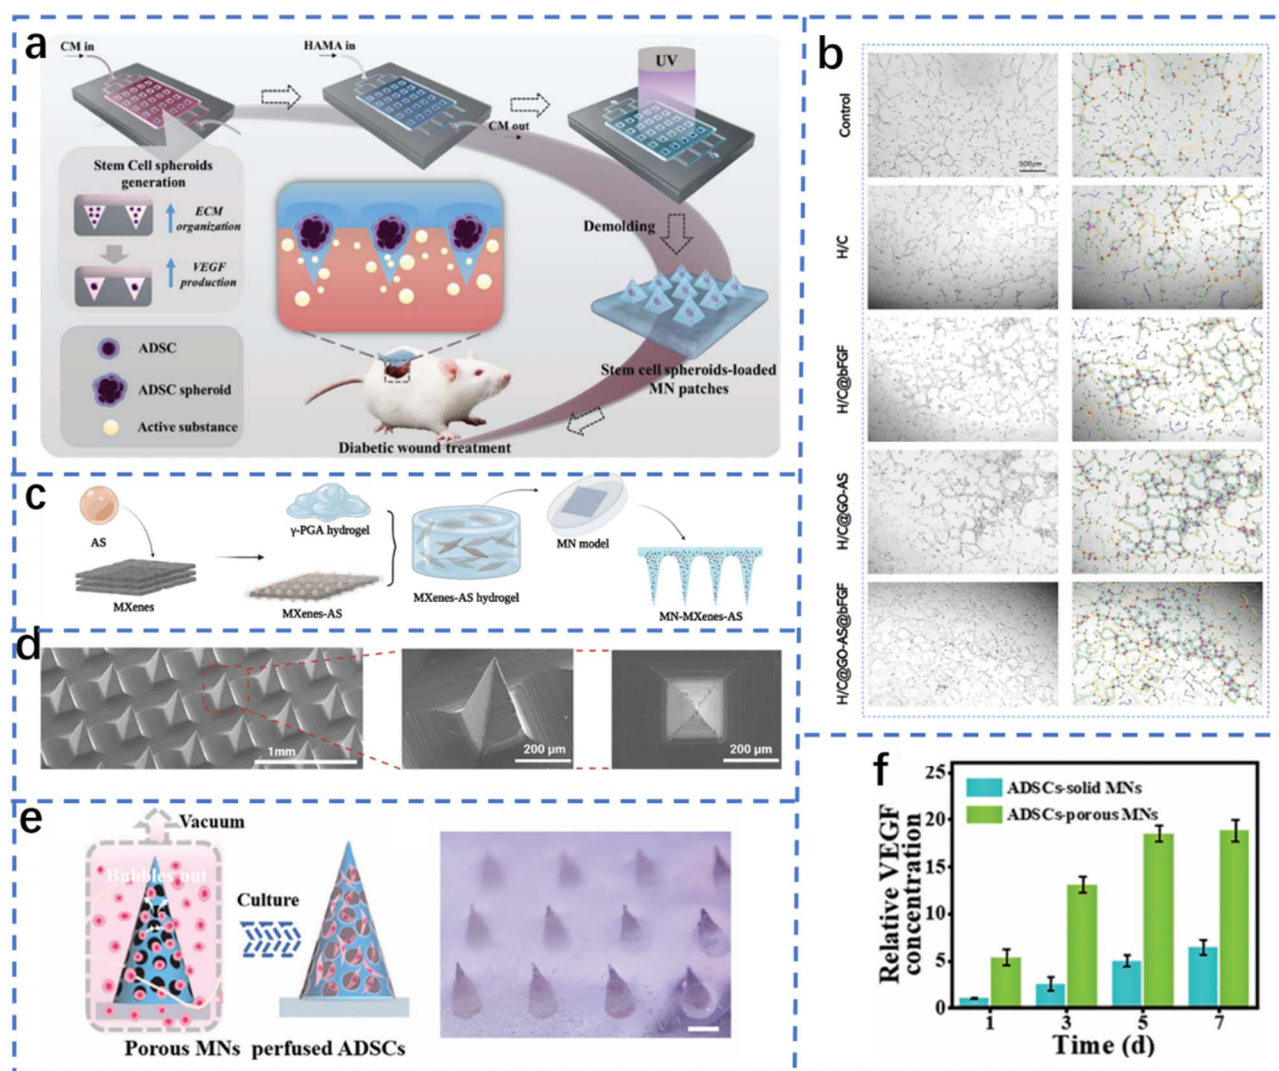 a
CM in
HAMA in
UV
CM out
Stem Cell spheroids
generation
ECM
organization
VEGF
production
Demolding
ADSC
ADSC spheroid
Active substance
Stem cell spheroids-loaded
MN patches
Diabetic wound treatment
b
Control
500μm
H/C
H/C@bFGF
H/C@GO-AS
H/C@GO-AS@bFGF
c
AS
MXenes
γ-PGA hydrogel
MXenes-AS
MXenes-AS hydrogel
MN model
MN-MXenes-AS
d
1mm
200 μm
200 μm
e
Vacuum
Bubbles out
Culture
Porous MNs perfused ADSCs
f
ADSCs-solid MNs
ADSCs-porous MNs
Relative VEGF
concentration
25
20
15
10
5
0
1 3 5 7
Time (d)